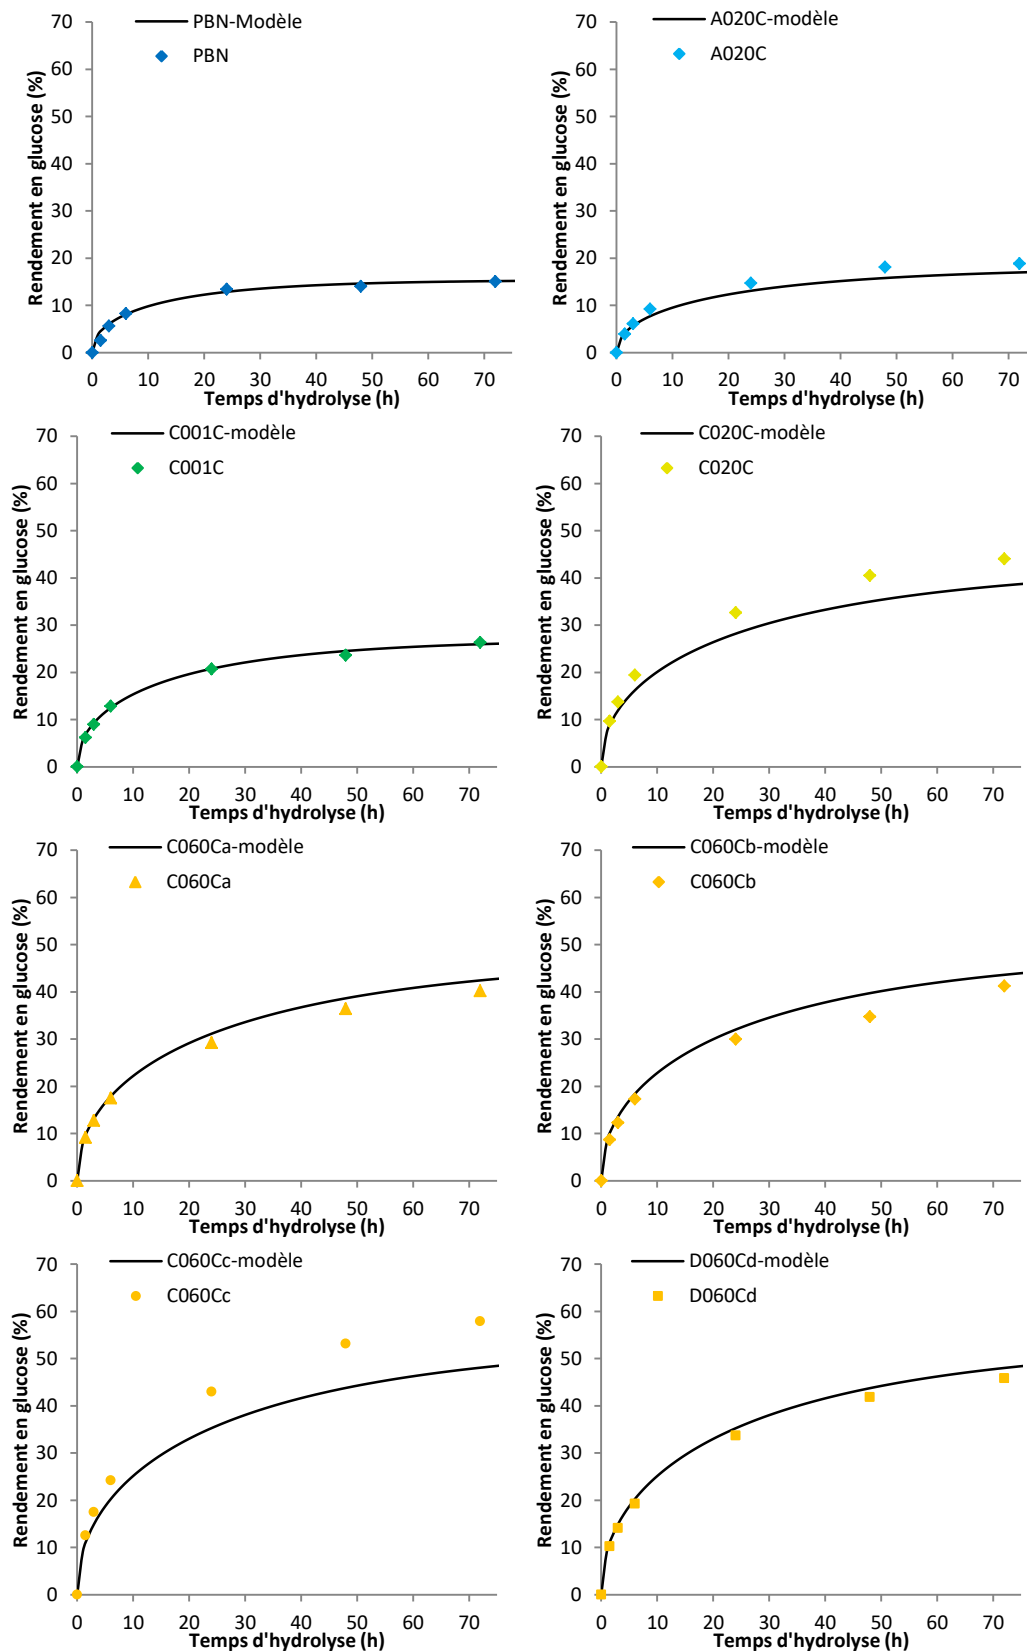 PBN-Modèle
PBN
Rendement en glucose (%)
70
60
50
40
30
20
10
0
0 10 20 30 40 50 60 70
Temps d'hydrolyse (h)
A020C-modèle
A020C
Rendement en glucose (%)
70
60
50
40
30
20
10
0
0 10 20 30 40 50 60 70
Temps d'hydrolyse (h)
C001C-modèle
C001C
Rendement en glucose (%)
70
60
50
40
30
20
10
0
0 10 20 30 40 50 60 70
Temps d'hydrolyse (h)
C020C-modèle
C020C
Rendement en glucose (%)
70
60
50
40
30
20
10
0
0 10 20 30 40 50 60 70
Temps d'hydrolyse (h)
C060Ca-modèle
C060Ca
Rendement en glucose (%)
70
60
50
40
30
20
10
0
0 10 20 30 40 50 60 70
Temps d'hydrolyse (h)
C060Cb-modèle
C060Cb
Rendement en glucose (%)
70
60
50
40
30
20
10
0
0 10 20 30 40 50 60 70
Temps d'hydrolyse (h)
C060Cc-modèle
C060Cc
Rendement en glucose (%)
70
60
50
40
30
20
10
0
0 10 20 30 40 50 60 70
Temps d'hydrolyse (h)
D060Cd-modèle
D060Cd
Rendement en glucose (%)
70
60
50
40
30
20
10
0
0 10 20 30 40 50 60 70
Temps d'hydrolyse (h)